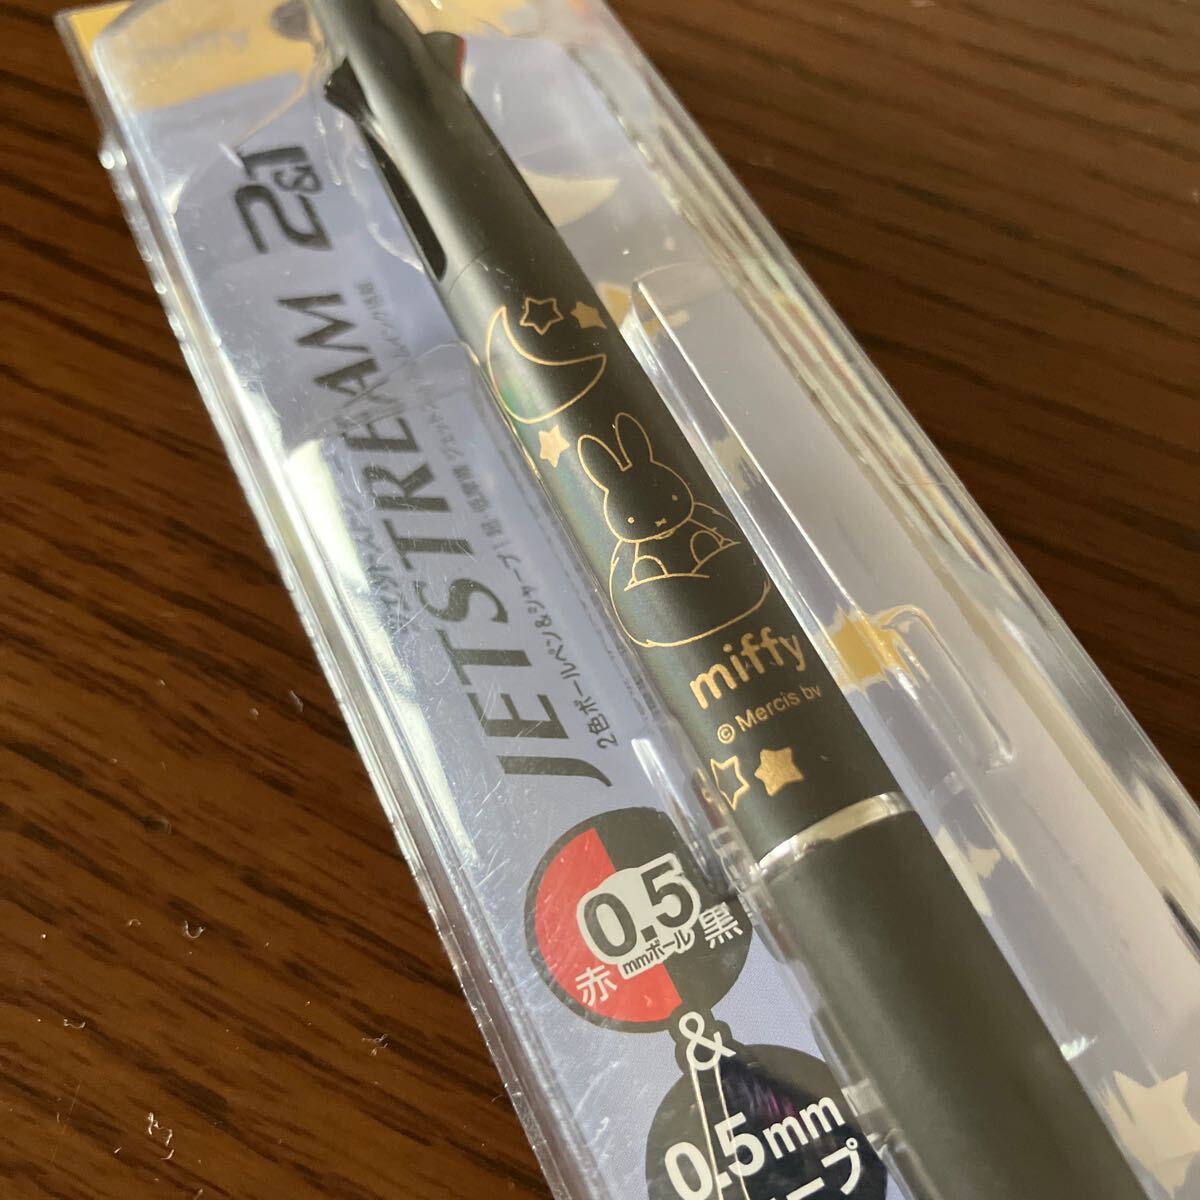 2&1
JETSTREAM
2色ボールペン&シャープ1
miffy
© Mercis bv
0.5
mmボール
赤
黒
&
0.5mm